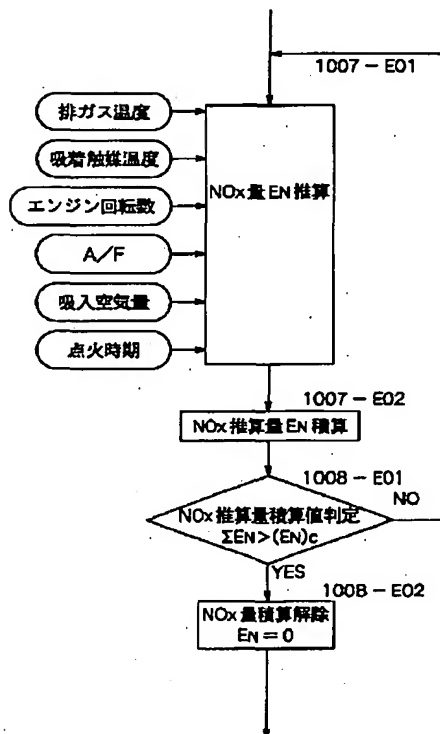 1007-E01
排ガス温度
吸着触媒温度
エンジン回転数
A/F
吸入空気量
点火時期
NOx量EN推算
1007-E02
NOx推算量EN積算
1008-E01
NOx推算量積算値判定
ΣEN>(EN)c
NO
YES
1008-E02
NOx量積算解除
EN=0